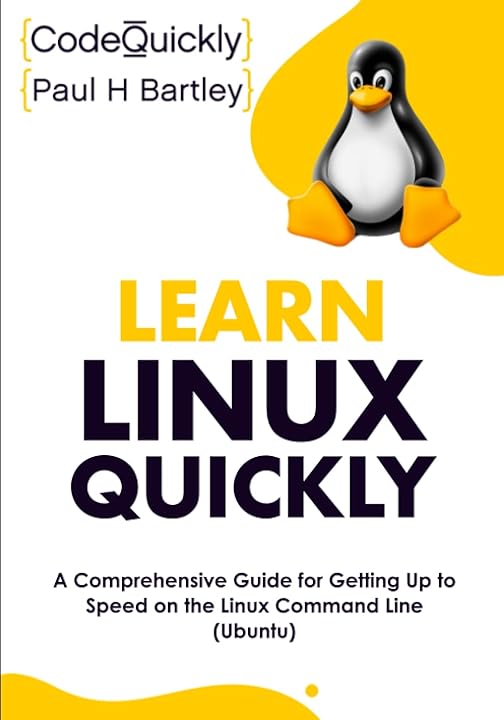 {CodeQuickly}
{Paul H Bartley}
LEARN
LINUX
QUICKLY
A Comprehensive Guide for Getting Up to
Speed on the Linux Command Line
(Ubuntu)